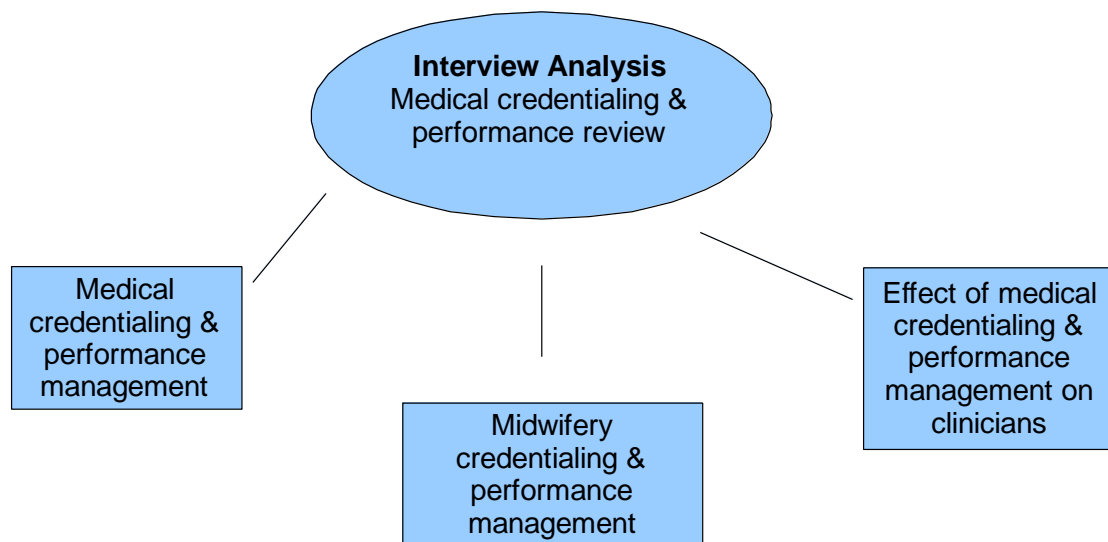 Interview Analysis
Medical credentialing &
performance review
Medical
credentialing &
performance
management
Midwifery
credentialing &
performance
management
Effect of medical
credentialing &
performance
management on
clinicians